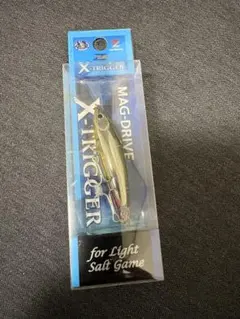 X-TRIGGER
MAG-DRIVE
X-TRIGGER
for Light
Salt Game